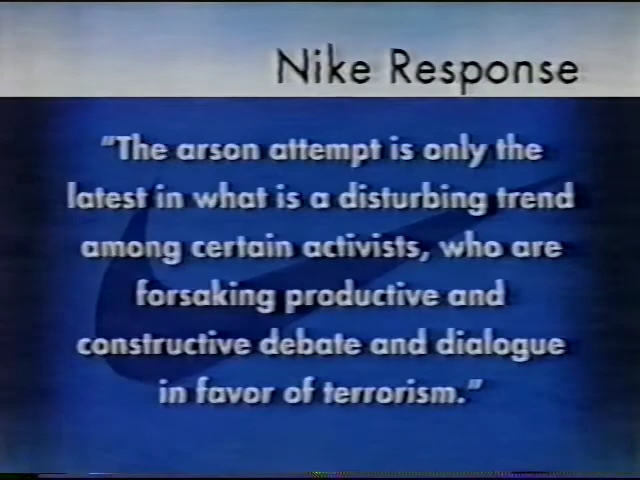 Nike Response
“The arson attempt is only the
latest in what is a disturbing trend
among certain activists, who are
forsaking productive and
constructive debate and dialogue
in favor of terrorism.”